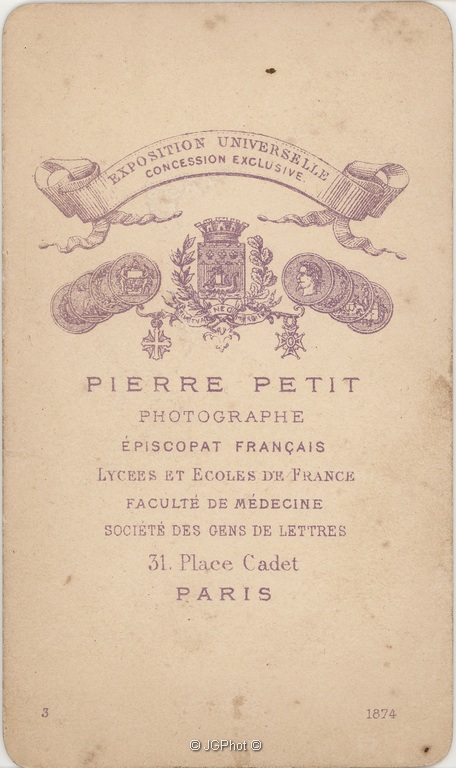 EXPOSITION UNIVERSELLE
CONCESSION EXCLUSIVE.
PIERRE PETIT
PHOTOGRAPHE
ÉPISCOPAT FRANÇAIS
LYCEES ET ECOLES DE FRANCE
FACULTÉ DE MÉDECINE
SOCIÉTÉ DES GENS DE LETTRES
31. Place Cadet
PARIS
3 1874
© JGPhot ©